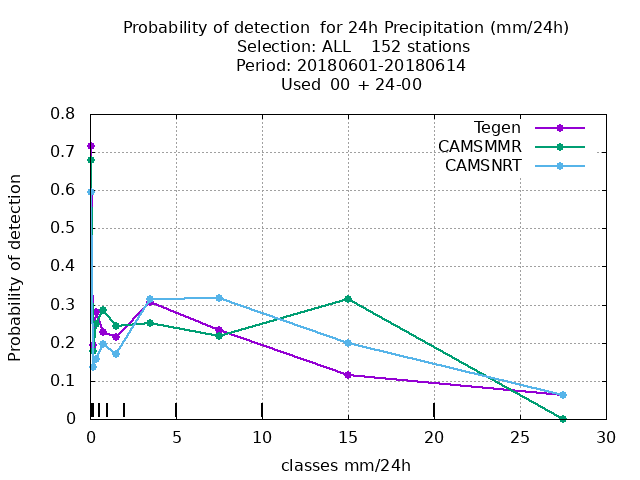 Probability of detection  for 24h Precipitation (mm/24h)
Selection: ALL    152 stations
Period: 20180601-20180614
Used  00 + 24-00
Tegen
CAMSMMR
CAMSNRT
0.8
0.7
0.6
0.5
0.4
0.3
0.2
0.1
0
Probability of detection
0 5 10 15 20 25 30
classes mm/24h